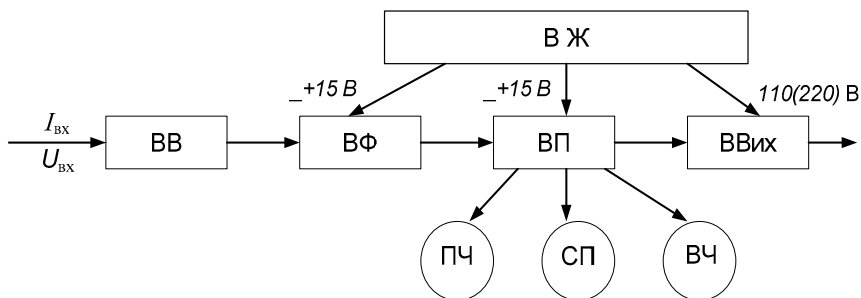 В Ж
_+15 В
_+15 В
110(220) В
Iвх
Uвх
ВВ
ВФ
ВП
ВВих
ПЧ
СП
ВЧ